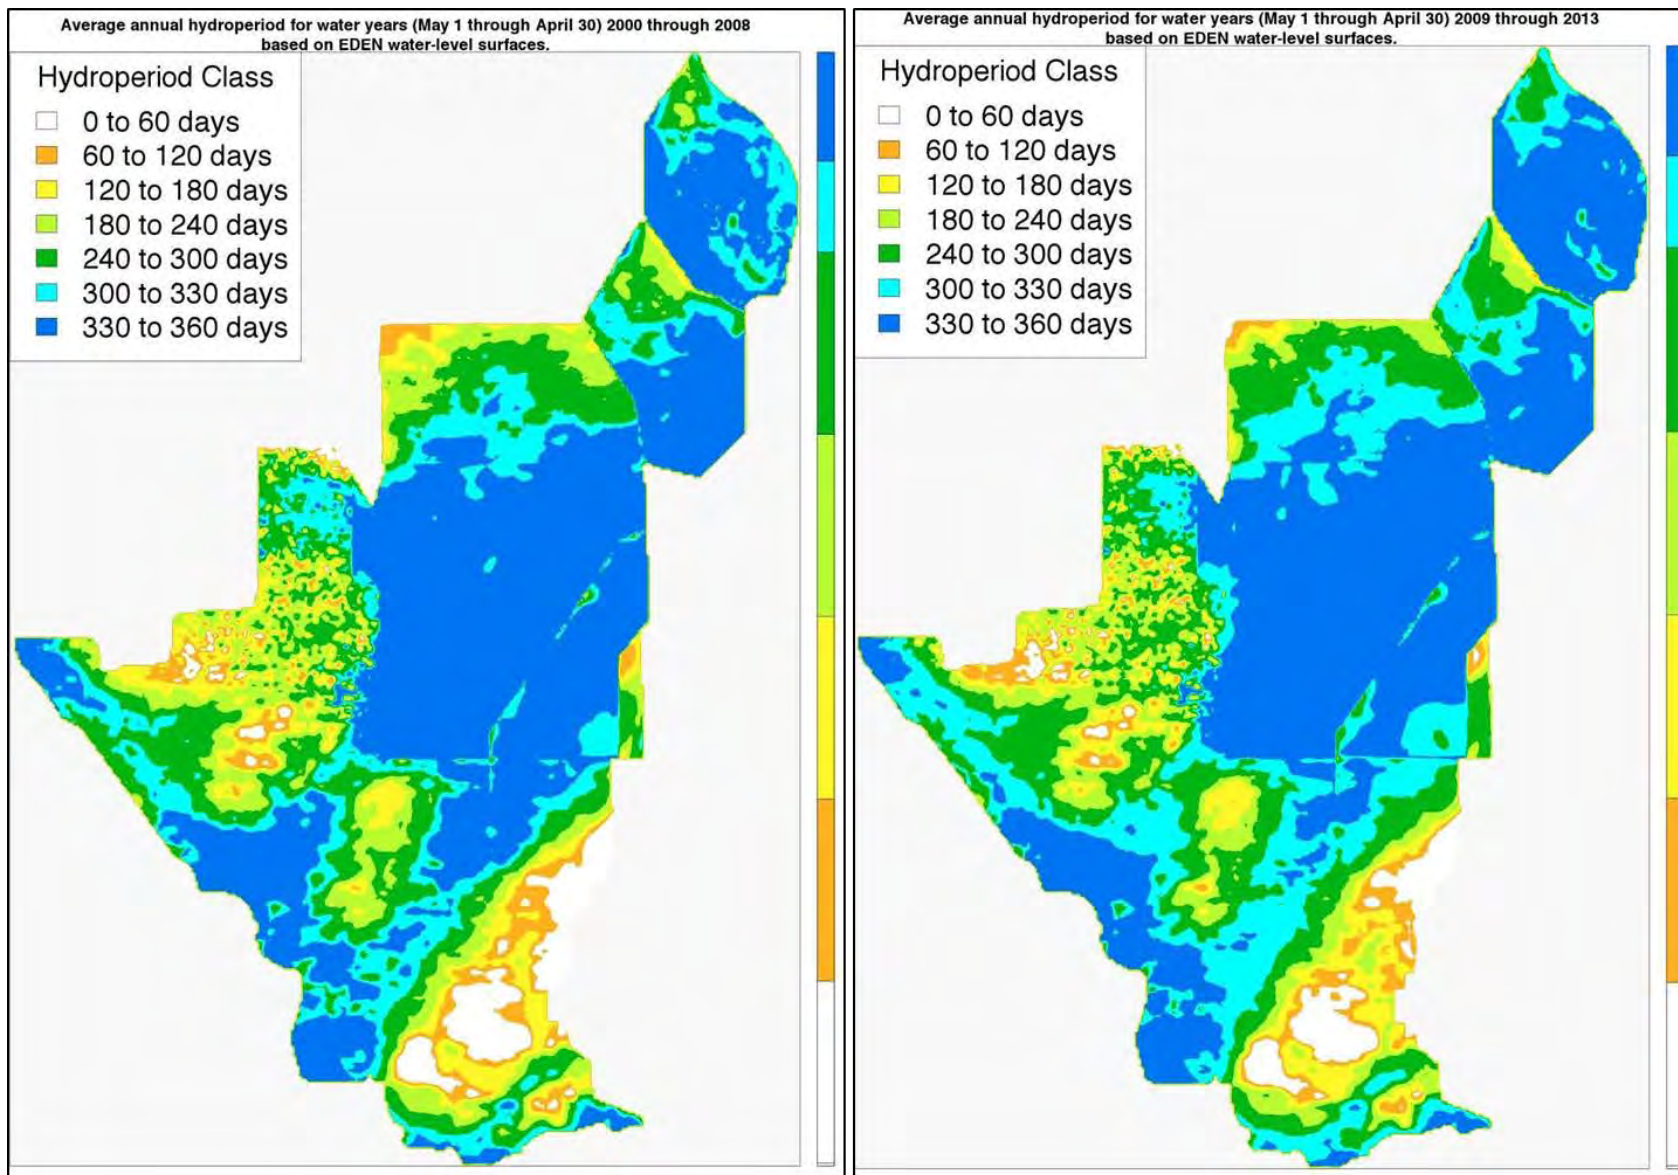 Average annual hydroperiod for water years (May 1 through April 30) 2000 through 2008
based on EDEN water-level surfaces.
Hydroperiod Class
0 to 60 days
60 to 120 days
120 to 180 days
180 to 240 days
240 to 300 days
300 to 330 days
330 to 360 days
Average annual hydroperiod for water years (May 1 through April 30) 2009 through 2013
based on EDEN water-level surfaces.
Hydroperiod Class
0 to 60 days
60 to 120 days
120 to 180 days
180 to 240 days
240 to 300 days
300 to 330 days
330 to 360 days